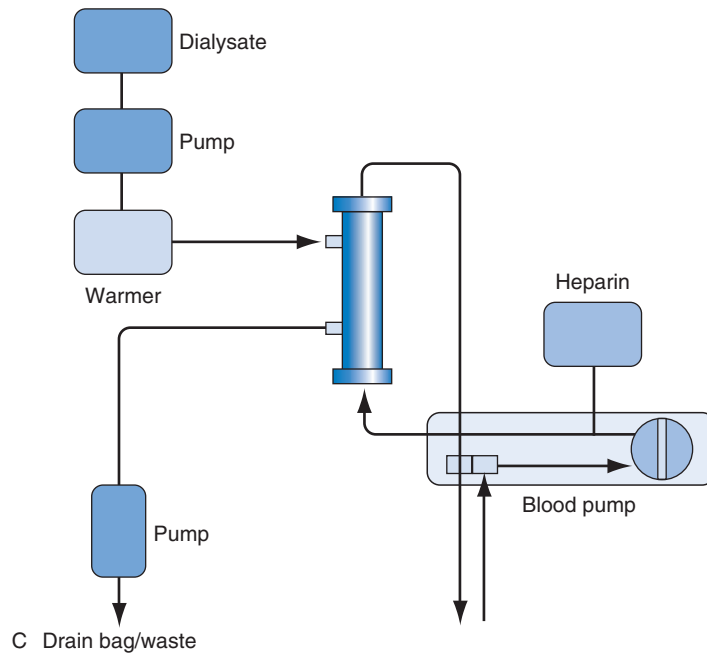 Dialysate
Pump
Warmer
Heparin
Blood pump
Pump
C Drain bag/waste